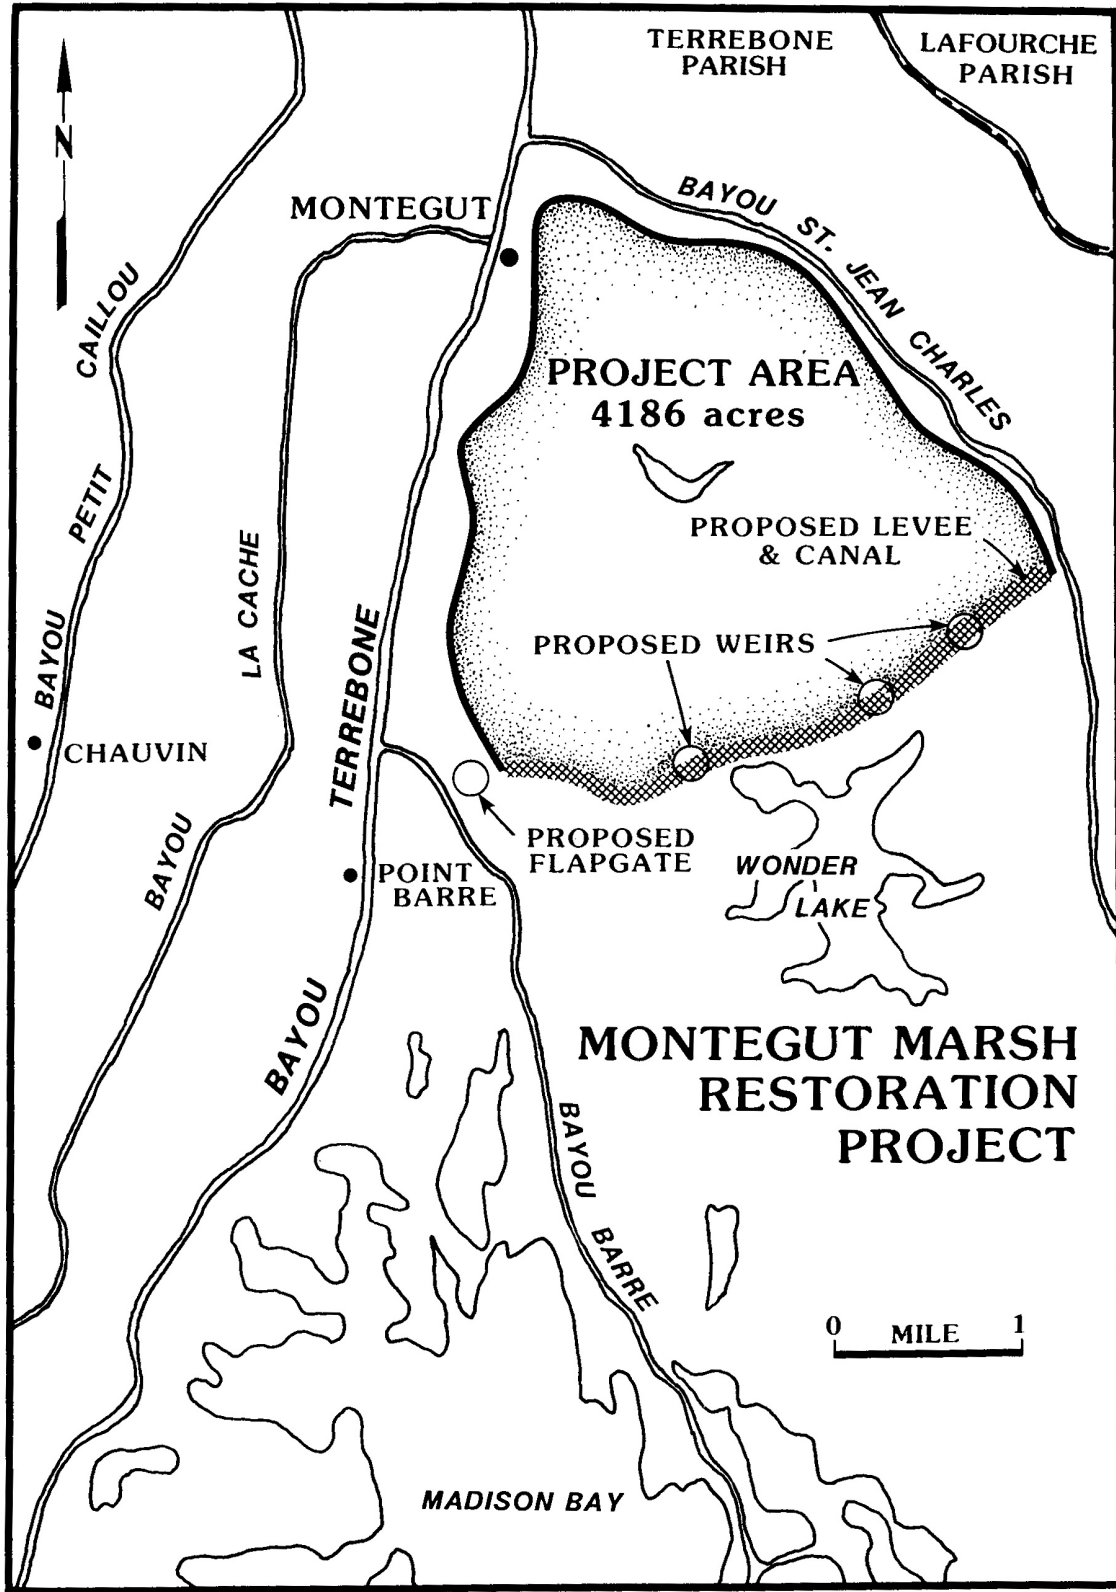 TERREBONE
PARISH
LAFOURCHE
PARISH
N
MONTEGUT
BAYOU ST. JEAN CHARLES
BAYOU PETIT CAILLOU
PROJECT AREA
4186 acres
PROPOSED LEVEE
& CANAL
BAYOU LA CACHE
PROPOSED WEIRS
BAYOU TERREBONE
CHAUVIN
PROPOSED
FLAPGATE
POINT
BARRE
WONDER
LAKE
MONTEGUT MARSH
RESTORATION
PROJECT
BAYOU BARRE
0 MILE 1
MADISON BAY